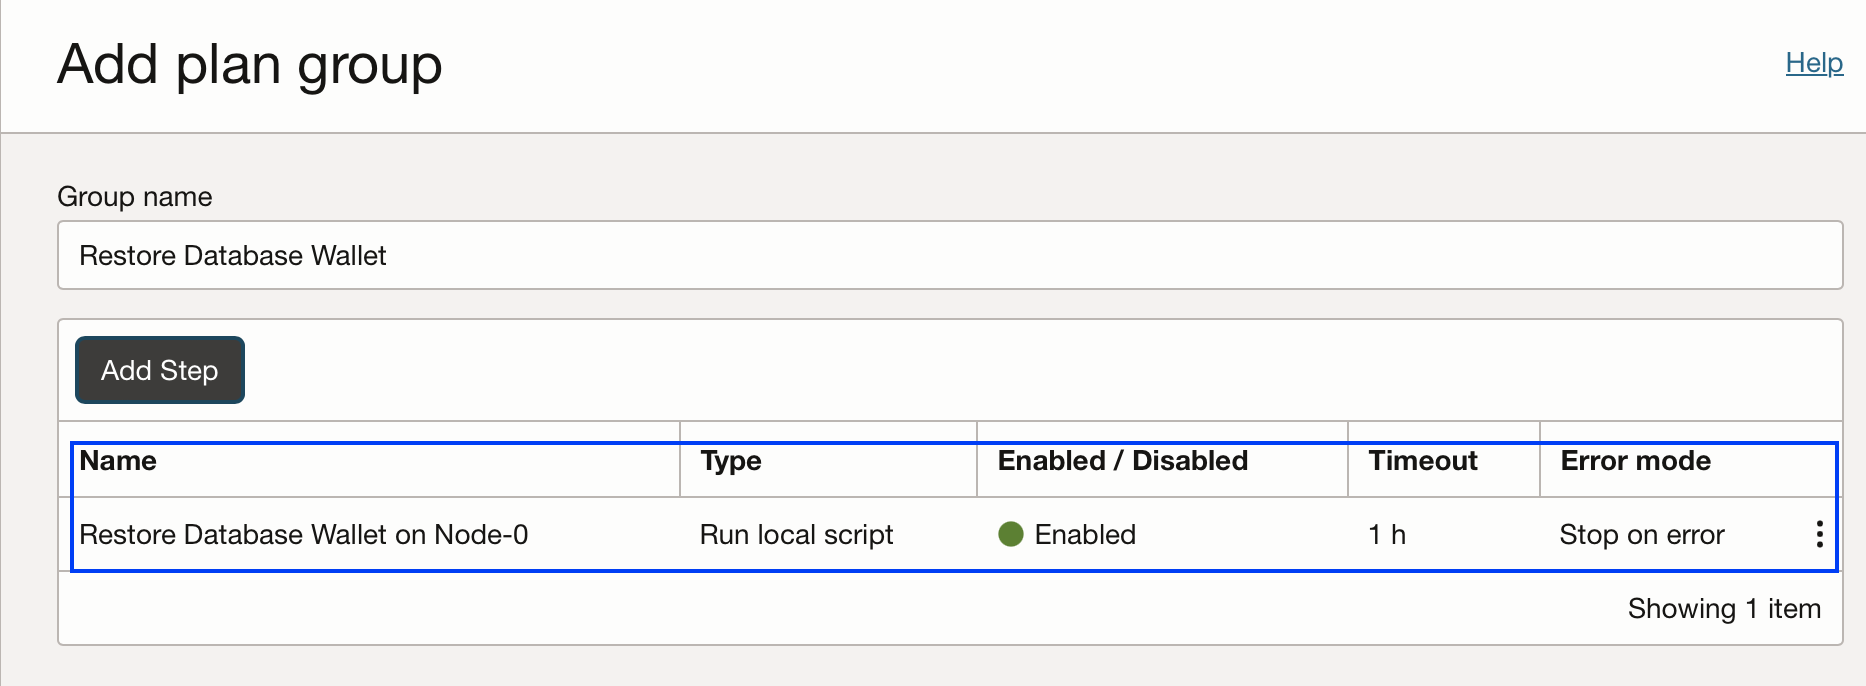 Add plan group
Help
Group name
Restore Database Wallet
Add Step
Name Type Enabled / Disabled Timeout Error mode
Restore Database Wallet on Node-0 Run local script Enabled 1 h Stop on error
Showing 1 item